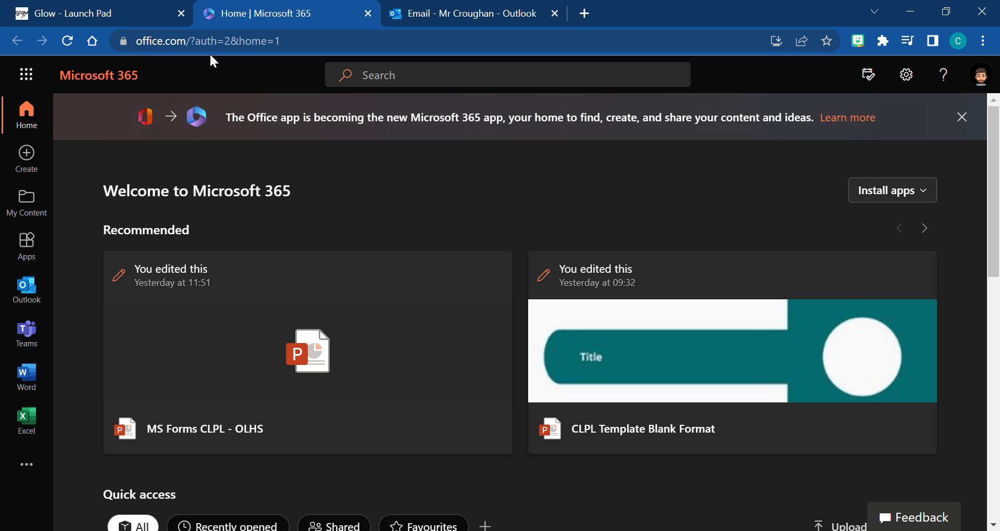 glow Glow - Launch Pad
Home | Microsoft 365
Email - Mr Croughan - Outlook
office.com/?auth=2&home=1
C
Microsoft 365
Search
The Office app is becoming the new Microsoft 365 app, your home to find, create, and share your content and ideas. Learn more
Home
Create
My Content
Apps
Outlook
Teams
Word
Excel
Welcome to Microsoft 365
Install apps
Recommended
You edited this
Yesterday at 11:51
P
P MS Forms CLPL - OLHS
You edited this
Yesterday at 09:32
Title
P CLPL Template Blank Format
Quick access
All
Recently opened
Shared
Favourites
Upload
Feedback